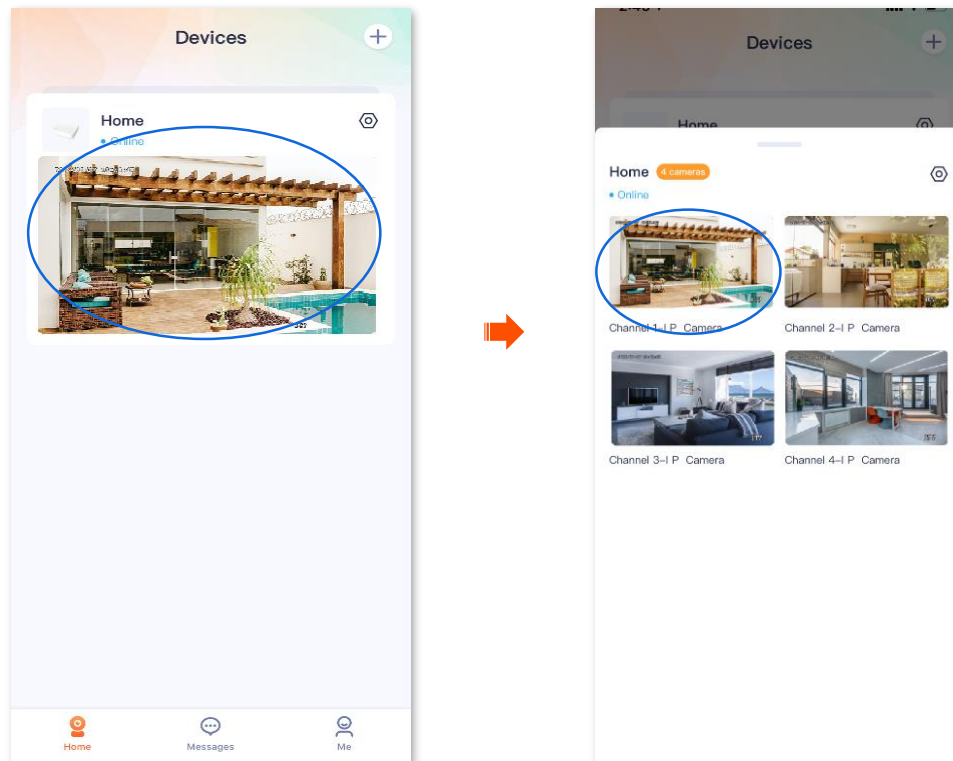 Devices
Home
• Online
Home
Messages
Me
Devices
Home
Home
4 cameras
• Online
Channel 1–I P Camera
Channel 2–I P Camera
Channel 3–I P Camera
Channel 4–I P Camera